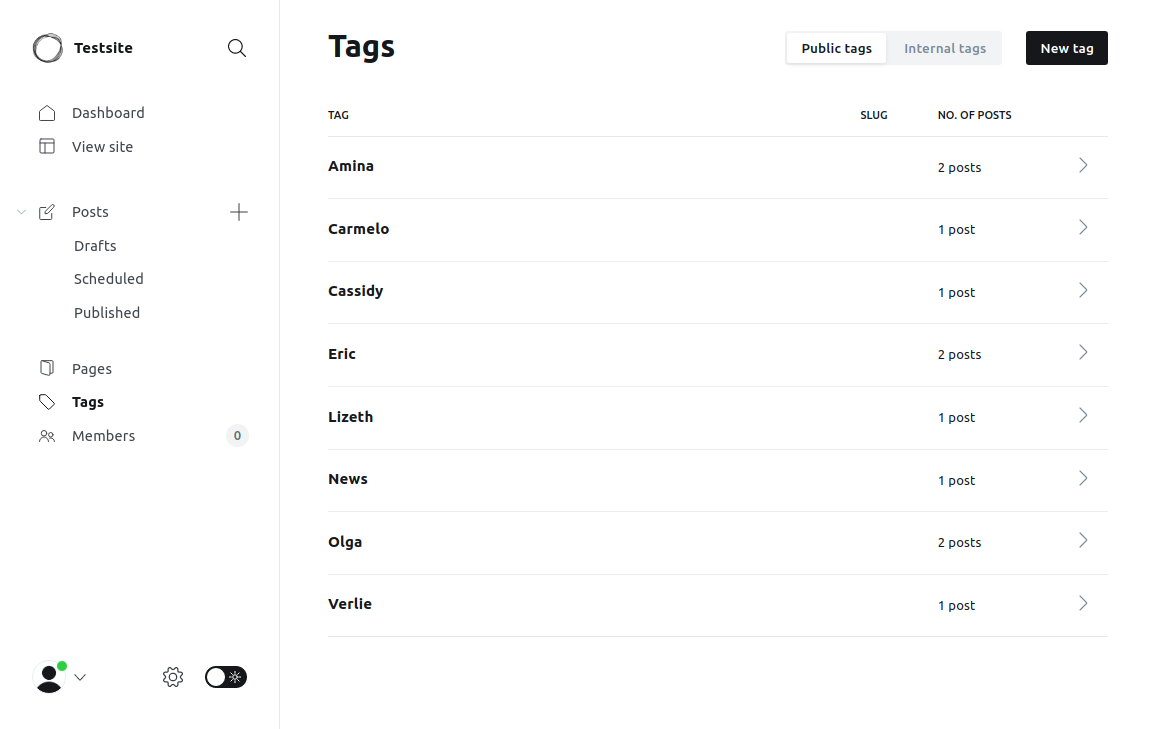 Testsite
Dashboard
View site
Posts
Drafts
Scheduled
Published
Pages
Tags
Members 0
Tags
Public tags Internal tags New tag
TAG SLUG NO. OF POSTS
Amina 2 posts
Carmelo 1 post
Cassidy 1 post
Eric 2 posts
Lizeth 1 post
News 1 post
Olga 2 posts
Verlie 1 post